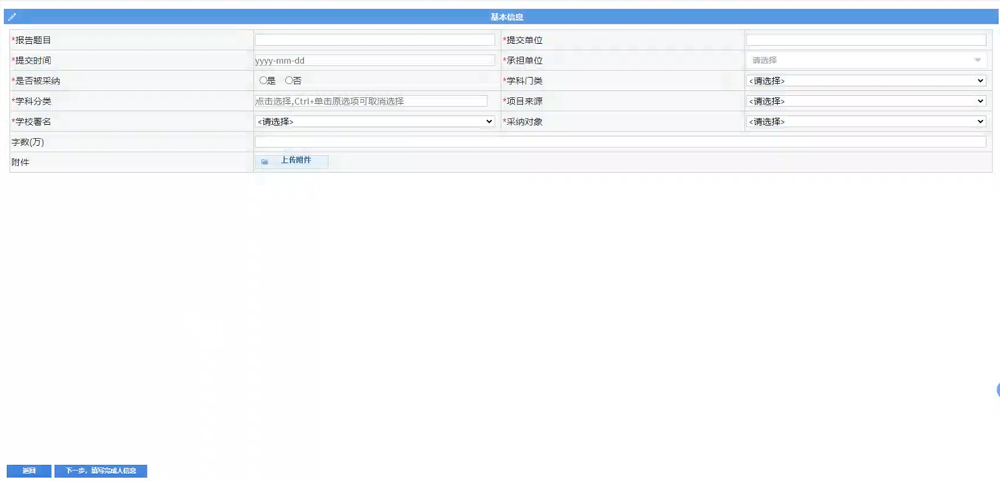 基本信息
*报告题目 *提交单位
*提交时间 yyyy-mm-dd *承担单位 请选择
*是否被采纳 是 否 *学科门类 <请选择>
*学科分类 点击选择,Ctrl+单击原选项可取消选择 *项目来源 <请选择>
*学校署名 <请选择> *采纳对象 <请选择>
字数(万)
附件 上传附件
返回 下一步，填写完成人信息